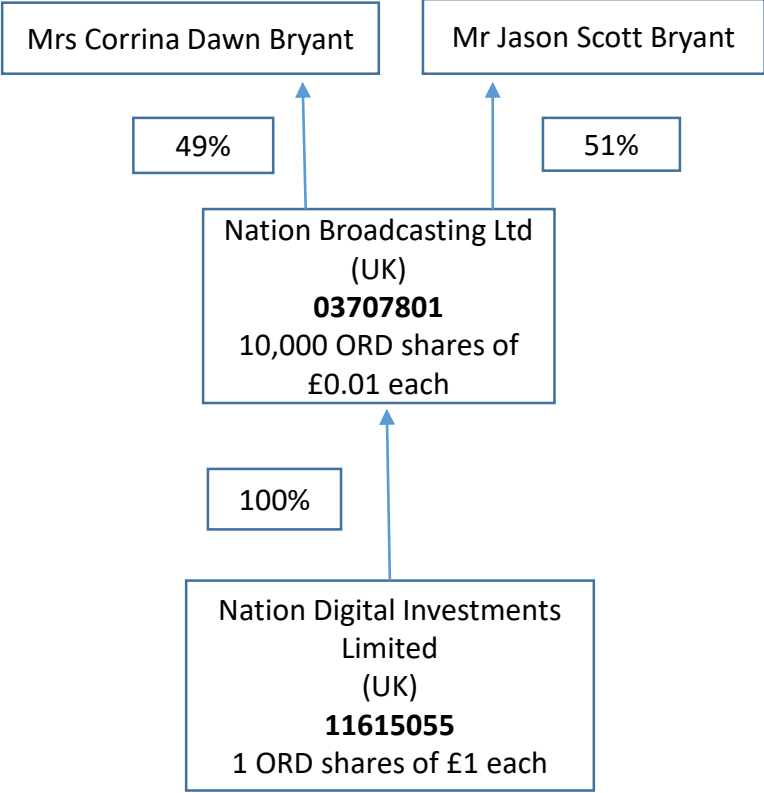 Mrs Corrina Dawn Bryant
Mr Jason Scott Bryant
49%
51%
Nation Broadcasting Ltd
(UK)
03707801
10,000 ORD shares of
£0.01 each
100%
Nation Digital Investments
Limited
(UK)
11615055
1 ORD shares of £1 each